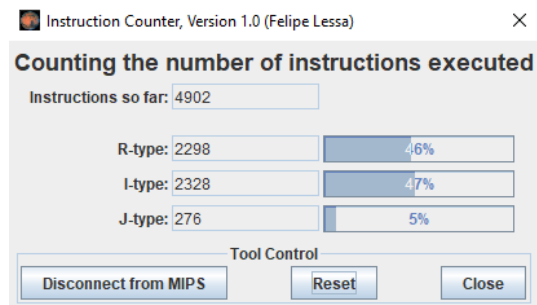 Instruction Counter, Version 1.0 (Felipe Lessa)
Counting the number of instructions executed
Instructions so far: 4902
R-type: 2298 46%
I-type: 2328 47%
J-type: 276 5%
Tool Control
Disconnect from MIPS Reset Close